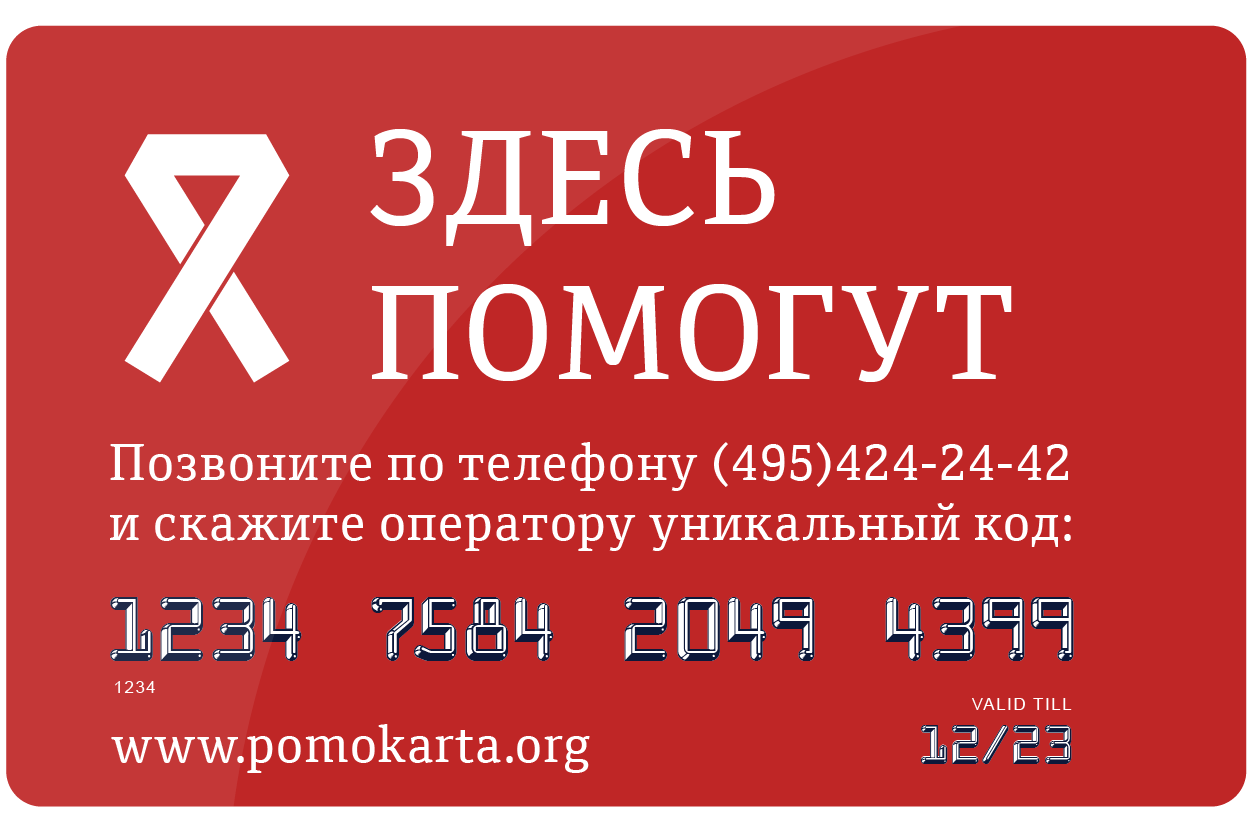 ЗДЕСЬ
ПОМОГУТ
Позвоните по телефону (495)424-24-42
и скажите оператору уникальный код:
1234 7584 2049 4399
1234
VALID TILL
www.pomokarta.org
12/23